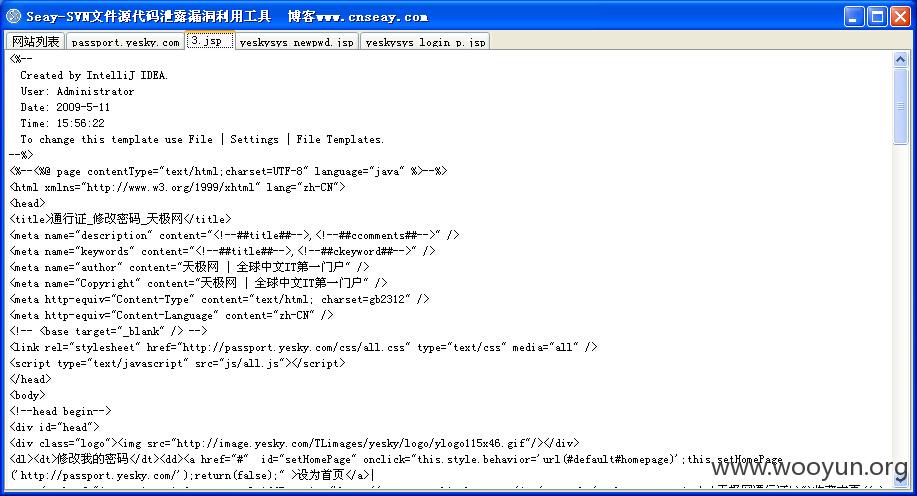 Seay-SVN文件源代码泄露漏洞利用工具 博客www.cnseay.com
网站列表 passport.yesky.com 3.jsp yeskysys_newpwd.jsp yeskysys_login_p.jsp
<%--
Created by IntelliJ IDEA.
User: Administrator
Date: 2009-5-11
Time: 15:56:22
To change this template use File | Settings | File Templates.
--%>
<%--<%@ page contentType="text/html;charset=UTF-8" language="java" %>--%>
<html xmlns="http://www.w3.org/1999/xhtml" lang="zh-CN">
<head>
<title>通行证_修改密码_天极网</title>
<meta name="description" content="<!--##title##-->,<!--##ccomments##-->" />
<meta name="keywords" content="<!--##title##-->,<!--##ckeyword##-->" />
<meta name="author" content="天极网 | 全球中文IT第一门户" />
<meta name="Copyright" content="天极网 | 全球中文IT第一门户" />
<meta http-equiv="Content-Type" content="text/html; charset=gb2312" />
<meta http-equiv="Content-Language" content="zh-CN" />
<!-- <base target="_blank" /> -->
<link rel="stylesheet" href="http://passport.yesky.com/css/all.css" type="text/css" media="all" />
<script type="text/javascript" src="js/all.js"></script>
</head>
<body>
<!--head begin-->
<div id="head">
<div class="logo"><img src="http://image.yesky.com/TLimages/yesky/logo/ylogo115x46.gif"/></div>
<dl><dt>修改我的密码</dt><dd><a href="#" id="setHomePage" onclick="this.style.behavior='url(#default#homepage)';this.setHomePage
('http://passport.yesky.com/');return(false);" >设为首页</a>|
www.wooyun.org